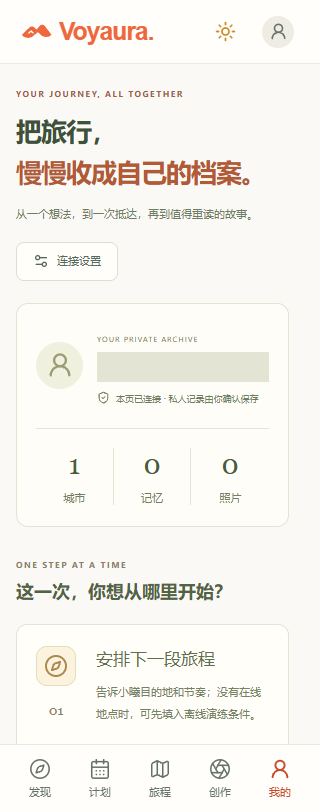 Voyaura.
YOUR JOURNEY, ALL TOGETHER
把旅行，
慢慢收成自己的档案。
从一个想法，到一次抵达，再到值得重读的故事。
连接设置
YOUR PRIVATE ARCHIVE
本页已连接 · 私人记录由你确认保存
1 0 0
城市 记忆 照片
ONE STEP AT A TIME
这一次，你想从哪里开始？
安排下一段旅程
告诉小瞳目的地和节奏；没有在线
地点时，可先填入离线演练条件。
01
发现 计划 旅程 创作 我的